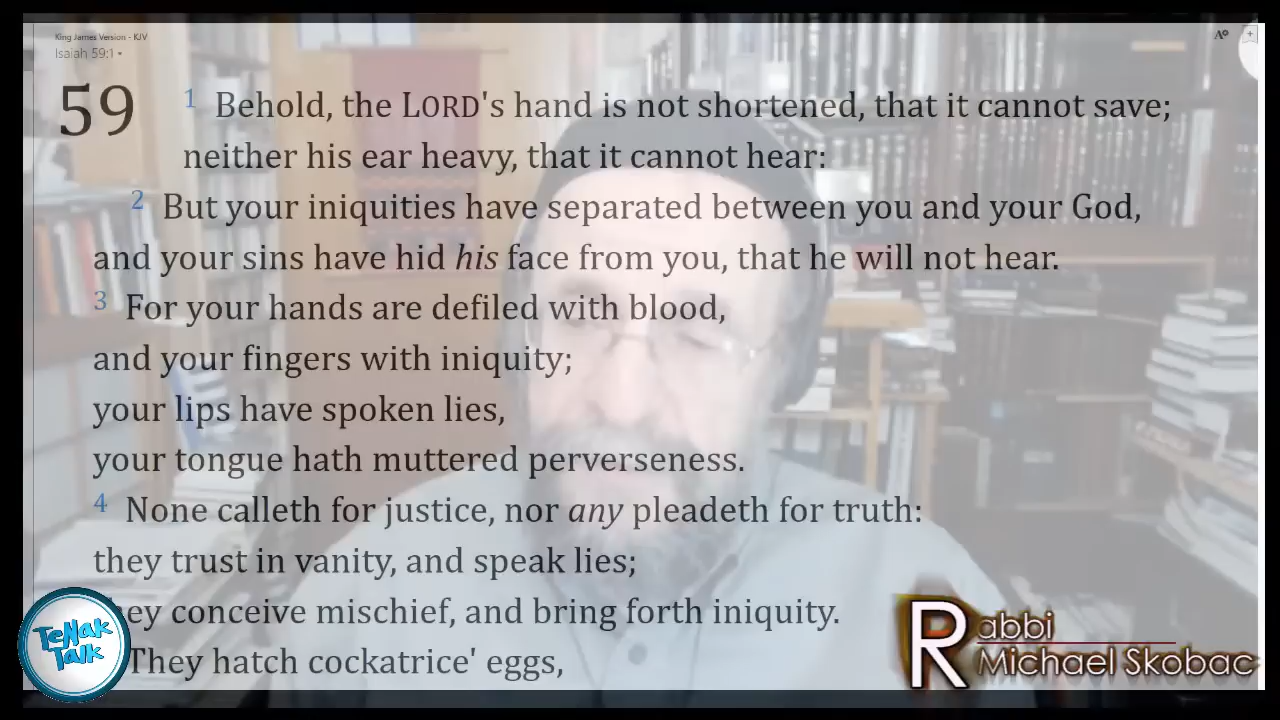 King James Version - KJV
Isaiah 59:1
A
59
1 Behold, the LORD's hand is not shortened, that it cannot save;
neither his ear heavy, that it cannot hear:
2 But your iniquities have separated between you and your God,
and your sins have hid his face from you, that he will not hear.
3 For your hands are defiled with blood,
and your fingers with iniquity;
your lips have spoken lies,
your tongue hath muttered perverseness.
4 None calleth for justice, nor any pleadeth for truth:
they trust in vanity, and speak lies;
hey conceive mischief, and bring forth iniquity.
They hatch cockatrice' eggs,
TeNaK
Talk
Rabbi
Michael Skobac